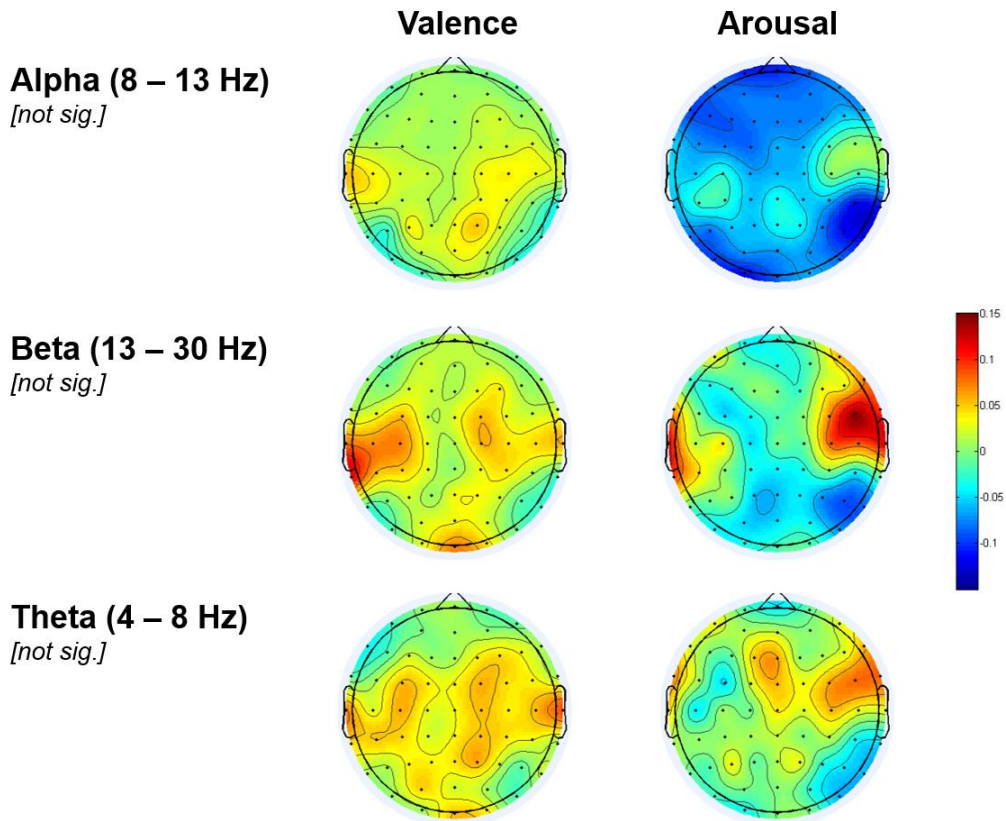 Valence Arousal
Alpha (8 – 13 Hz)
[not sig.]
Beta (13 – 30 Hz)
[not sig.]
0.15
0.1
0.05
0
-0.05
-0.1
Theta (4 – 8 Hz)
[not sig.]